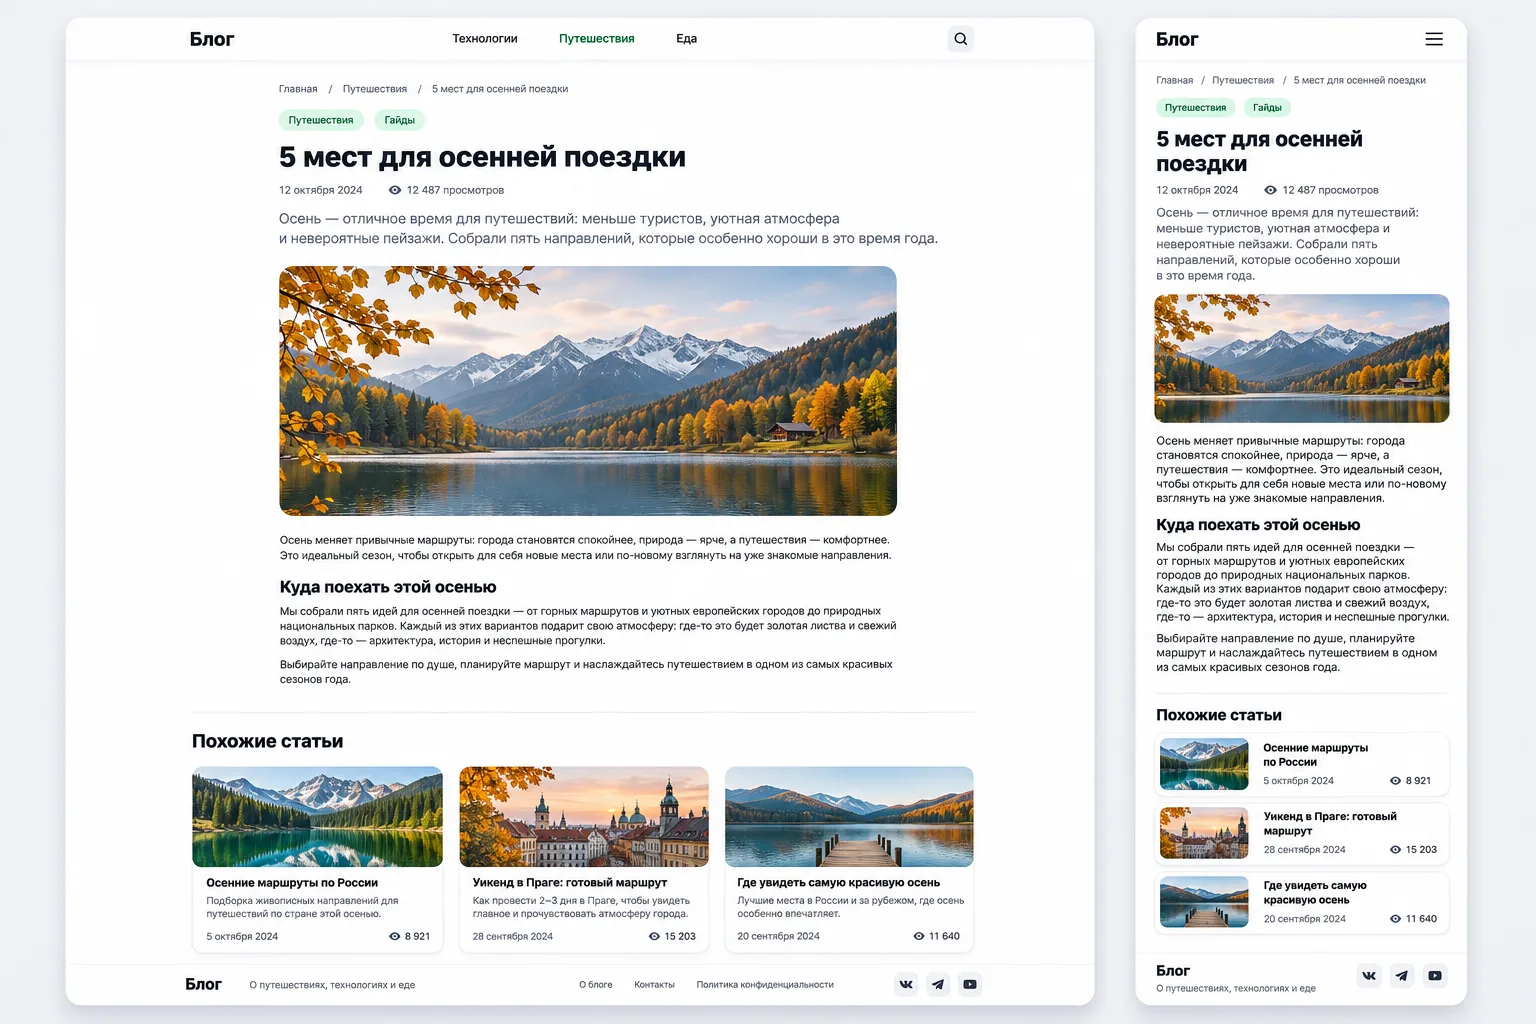 Блог
Технологии
Путешествия
Еда
Главная / Путешествия / 5 мест для осенней поездки
Путешествия
Гайды
5 мест для осенней поездки
12 октября 2024
12 487 просмотров
Осень — отличное время для путешествий: меньше туристов, уютная атмосфера
и невероятные пейзажи. Собрали пять направлений, которые особенно хороши в это время года.
Осень меняет привычные маршруты: города становятся спокойнее, природа — ярче, а путешествия — комфортнее.
Это идеальный сезон, чтобы открыть для себя новые места или по-новому взглянуть на уже знакомые направления.
Куда поехать этой осенью
Мы собрали пять идей для осенней поездки — от горных маршрутов и уютных европейских городов до природных
национальных парков. Каждый из этих вариантов подарит свою атмосферу: где-то это будет золотая листва и свежий
воздух, где-то — архитектура, история и неспешные прогулки.
Выбирайте направление по душе, планируйте маршрут и наслаждайтесь путешествием в одном из самых красивых
сезонов года.
Похожие статьи
Осенние маршруты по России
Подборка живописных направлений для
путешествий по стране этой осенью.
5 октября 2024
8 921
Уикенд в Праге: готовый маршрут
Как провести 2–3 дня в Праге, чтобы увидеть
главное и прочувствовать атмосферу города.
28 сентября 2024
15 203
Где увидеть самую красивую осень
Лучшие места в России и за рубежом, где осень
особенно впечатляет.
20 сентября 2024
11 640
Блог
О путешествиях, технологиях и еде
О блоге
Контакты
Политика конфиденциальности
Блог
Главная / Путешествия / 5 мест для осенней поездки
Путешествия
Гайды
5 мест для осенней
поездки
12 октября 2024
12 487 просмотров
Осень — отличное время для путешествий:
меньше туристов, уютная атмосфера и
невероятные пейзажи. Собрали пять
направлений, которые особенно хороши
в это время года.
Осень меняет привычные маршруты: города
становятся спокойнее, природа — ярче, а
путешествия — комфортнее. Это идеальный сезон,
чтобы открыть для себя новые места или по-новому
взглянуть на уже знакомые направления.
Куда поехать этой осенью
Мы собрали пять идей для осенней поездки —
от горных маршрутов и уютных европейских
городов до природных национальных парков.
Каждый из этих вариантов подарит свою атмосферу:
где-то это будет золотая листва и свежий воздух,
где-то — архитектура, история и неспешные прогулки.
Выбирайте направление по душе, планируйте
маршрут и наслаждайтесь путешествием в одном
из самых красивых сезонов года.
Похожие статьи
Осенние маршруты
по России
5 октября 2024
8 921
Уикенд в Праге: готовый
маршрут
28 сентября 2024
15 203
Где увидеть самую
красивую осень
20 сентября 2024
11 640
Блог
О путешествиях, технологиях и еде